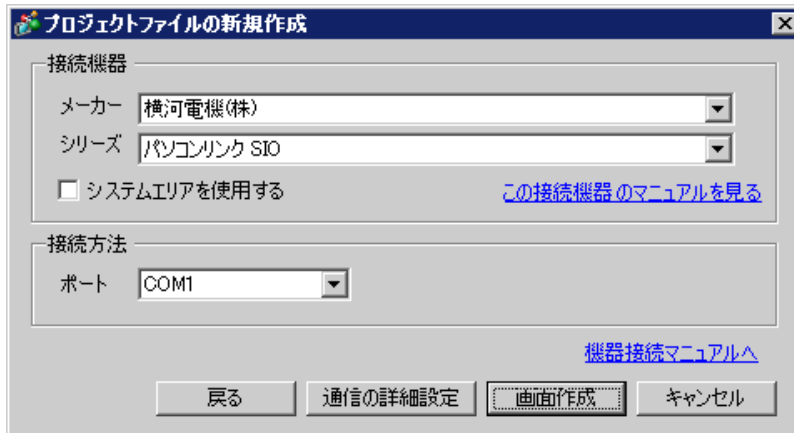 プロジェクトファイルの新規作成
接続機器
メーカー 横河電機(株)
シリーズ パソコンリンク SIO
システムエリアを使用する この接続機器のマニュアルを見る
接続方法
ポート COM1
機器接続マニュアルへ
戻る 通信の詳細設定 画面作成 キャンセル